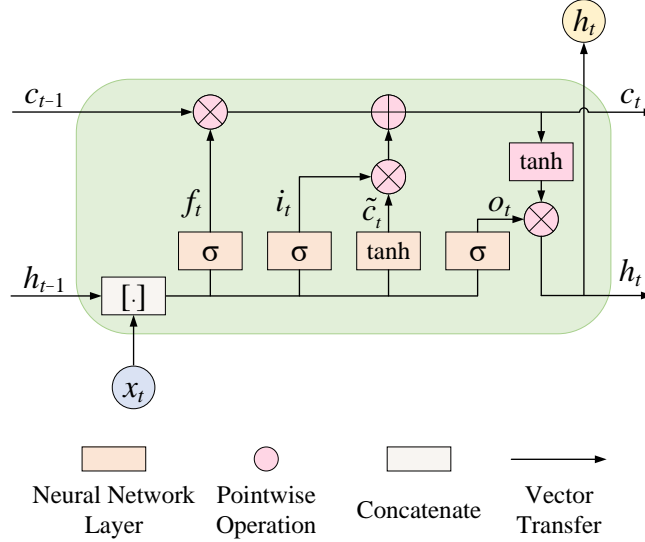 h_t
c_{t-1}
c_t
tanh
f_t
i_t
c̃_t
o_t
σ
σ
tanh
σ
h_{t-1}
[·]
h_t
x_t
Neural Network
Layer
Pointwise
Operation
Concatenate
Vector
Transfer